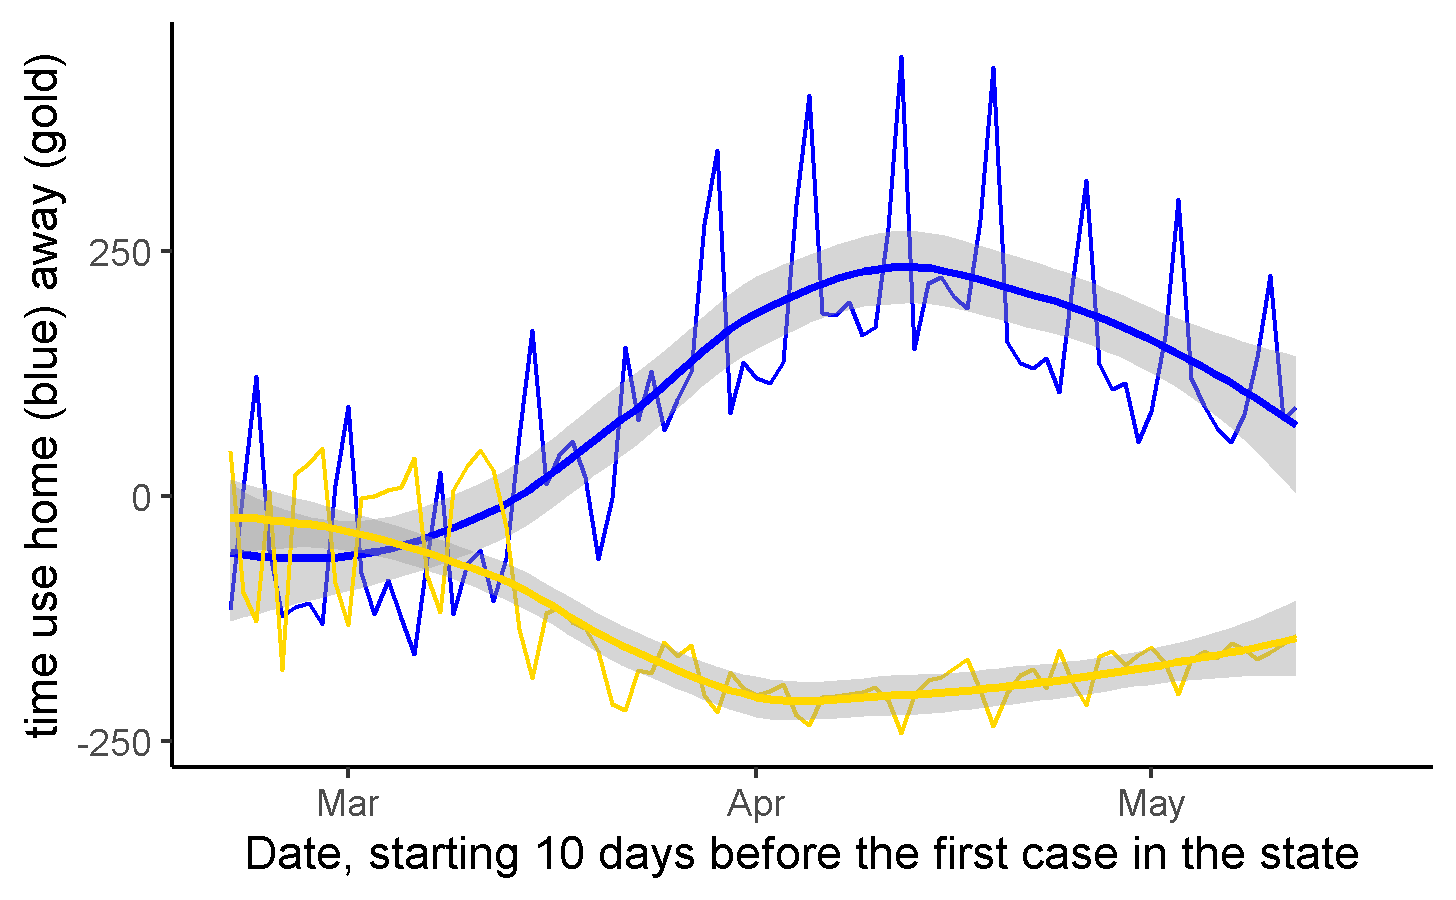 time use home (blue) away (gold)
250
0
-250
Mar
Apr
May
Date, starting 10 days before the first case in the state